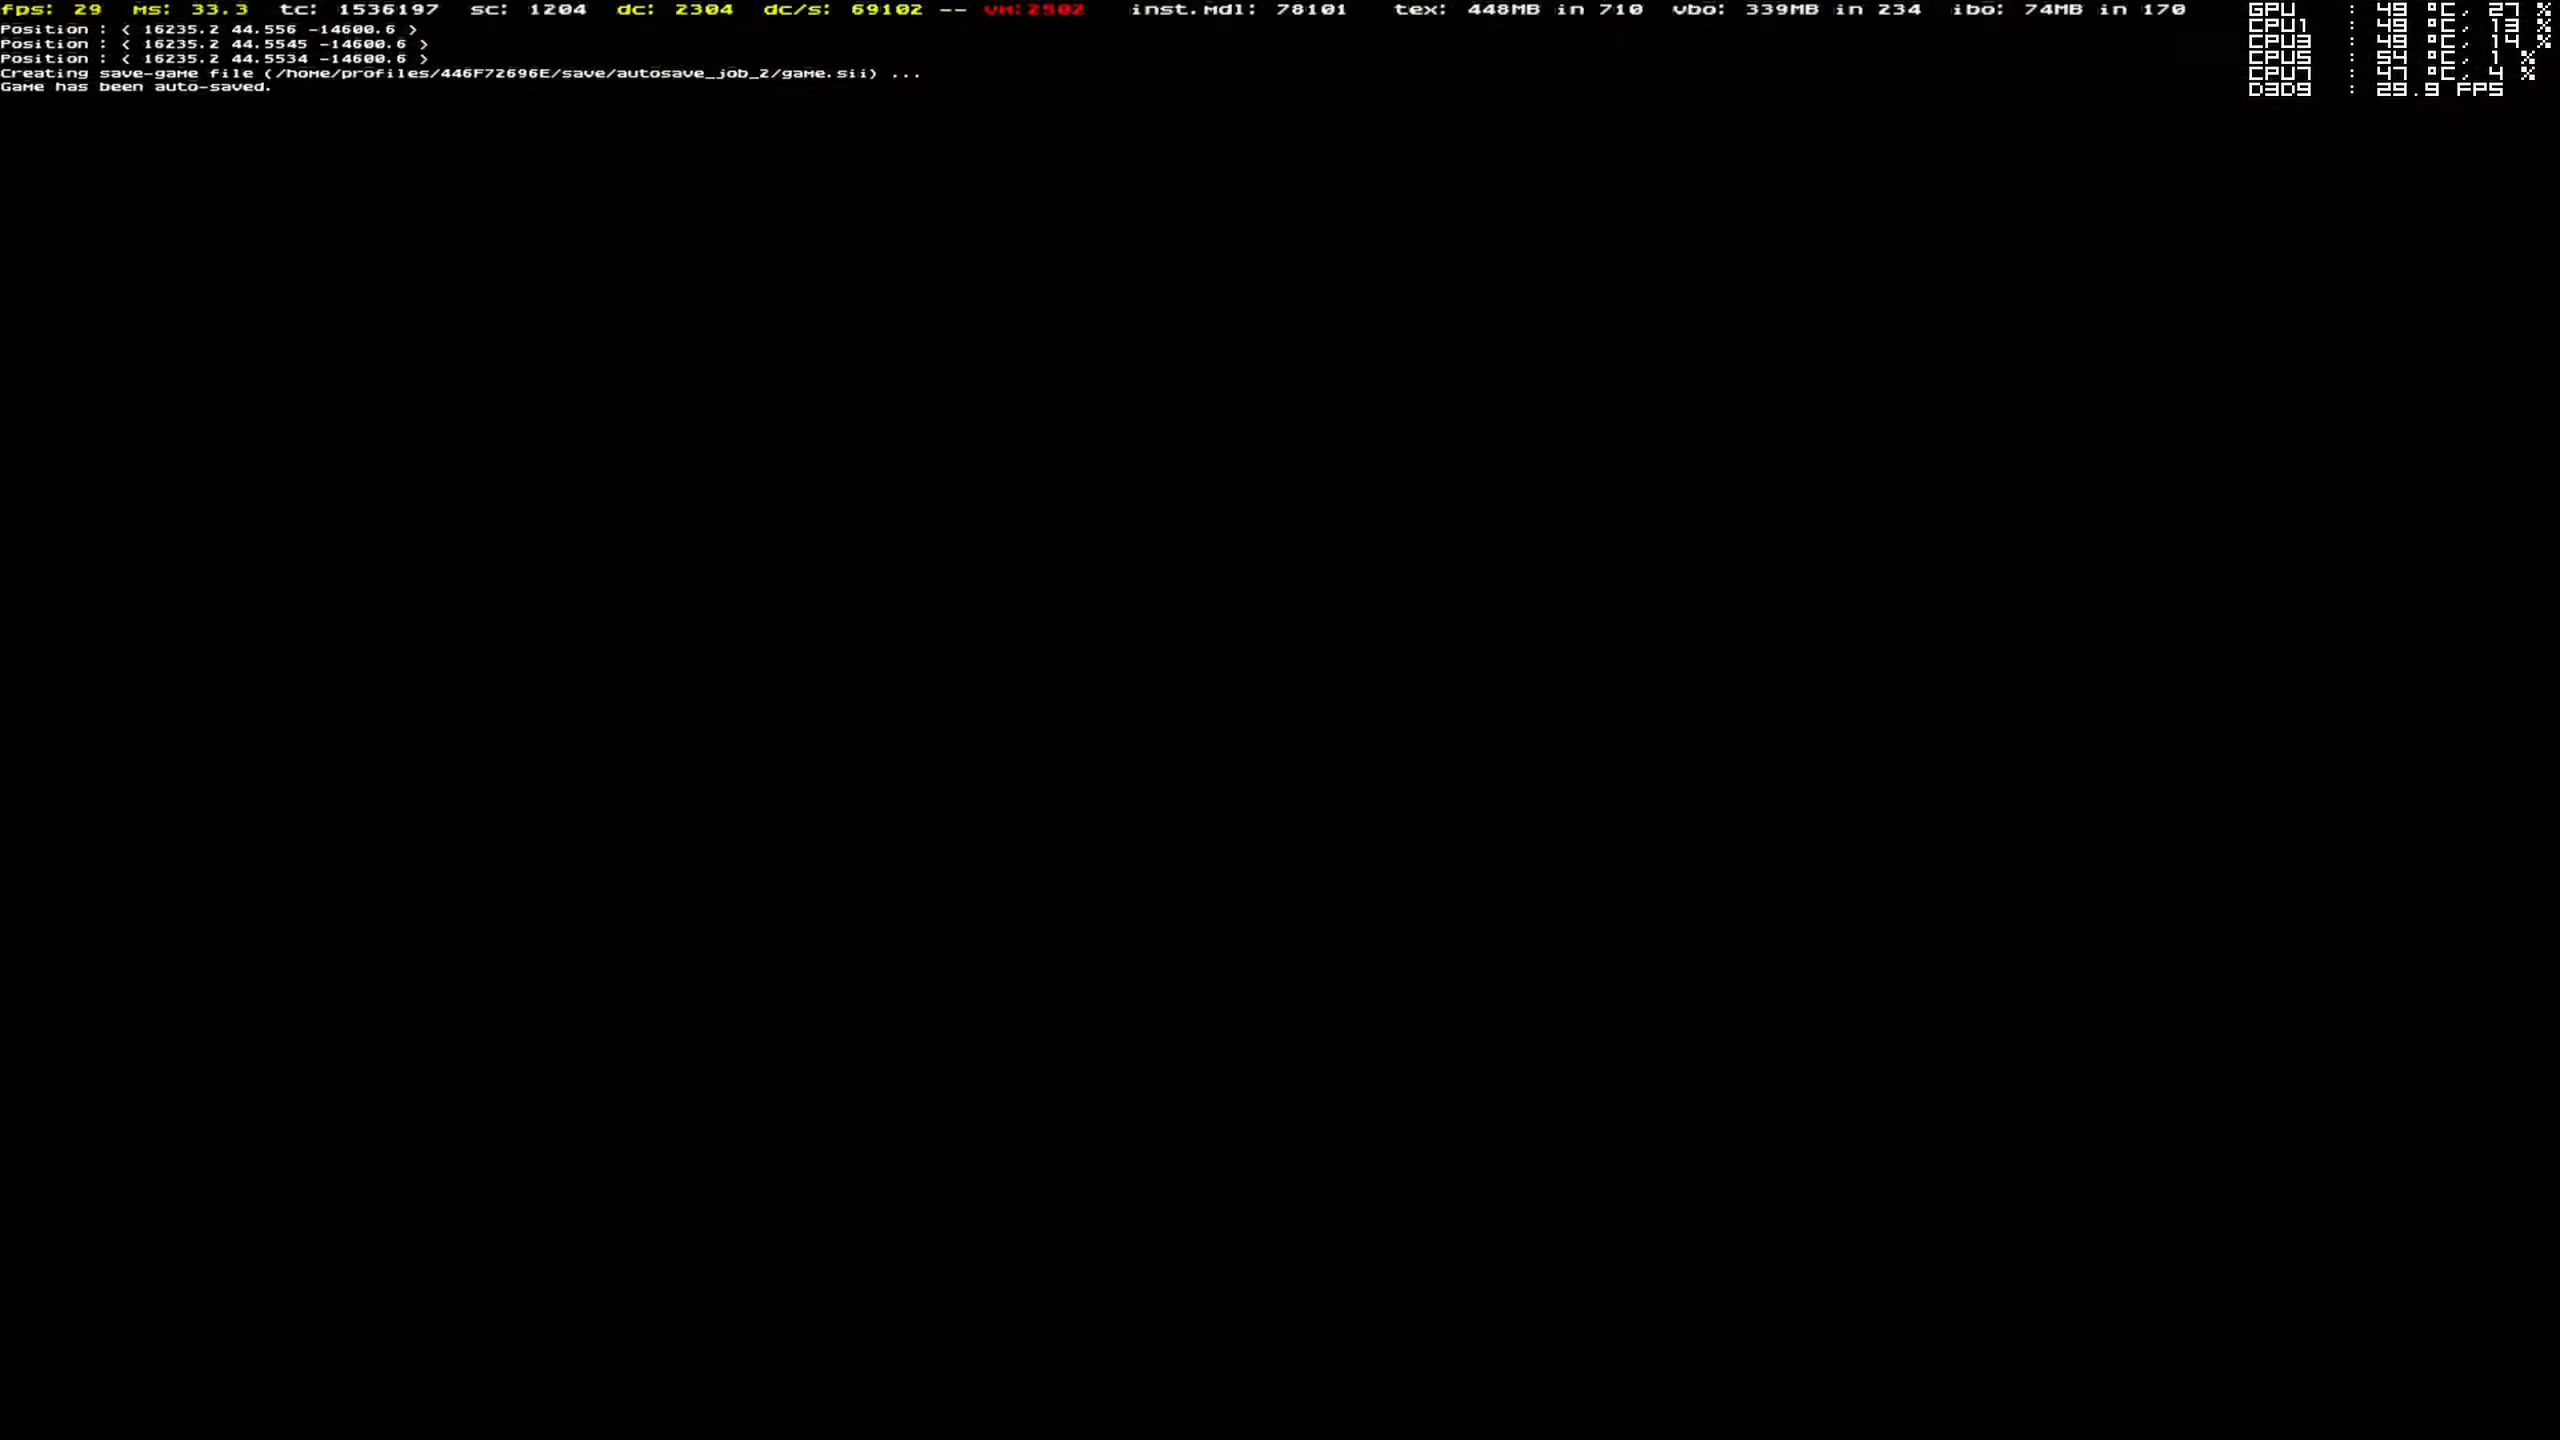 fps: 29 ms: 33.3 tc: 1536197 sc: 1204 dc: 2304 dc/s: 69102 -- vm:2502 inst.mdl: 78101 tex: 448MB in 710 vbo: 339MB in 234 ibo: 74MB in 170
Position : ( 16235.2 44.556 -14600.6 )
Position : ( 16235.2 44.5545 -14600.6 )
Position : ( 16235.2 44.5534 -14600.6 )
Creating save-game file (/home/profiles/446F72696E/save/autosave_job_2/game.sii) ...
Game has been auto-saved.
GPU : 49 °C, 27 %
CPU1 : 49 °C, 13 %
CPU3 : 49 °C, 14 %
CPU5 : 54 °C, 1 %
CPU7 : 47 °C, 4 %
D3D9 : 29.9 FPS